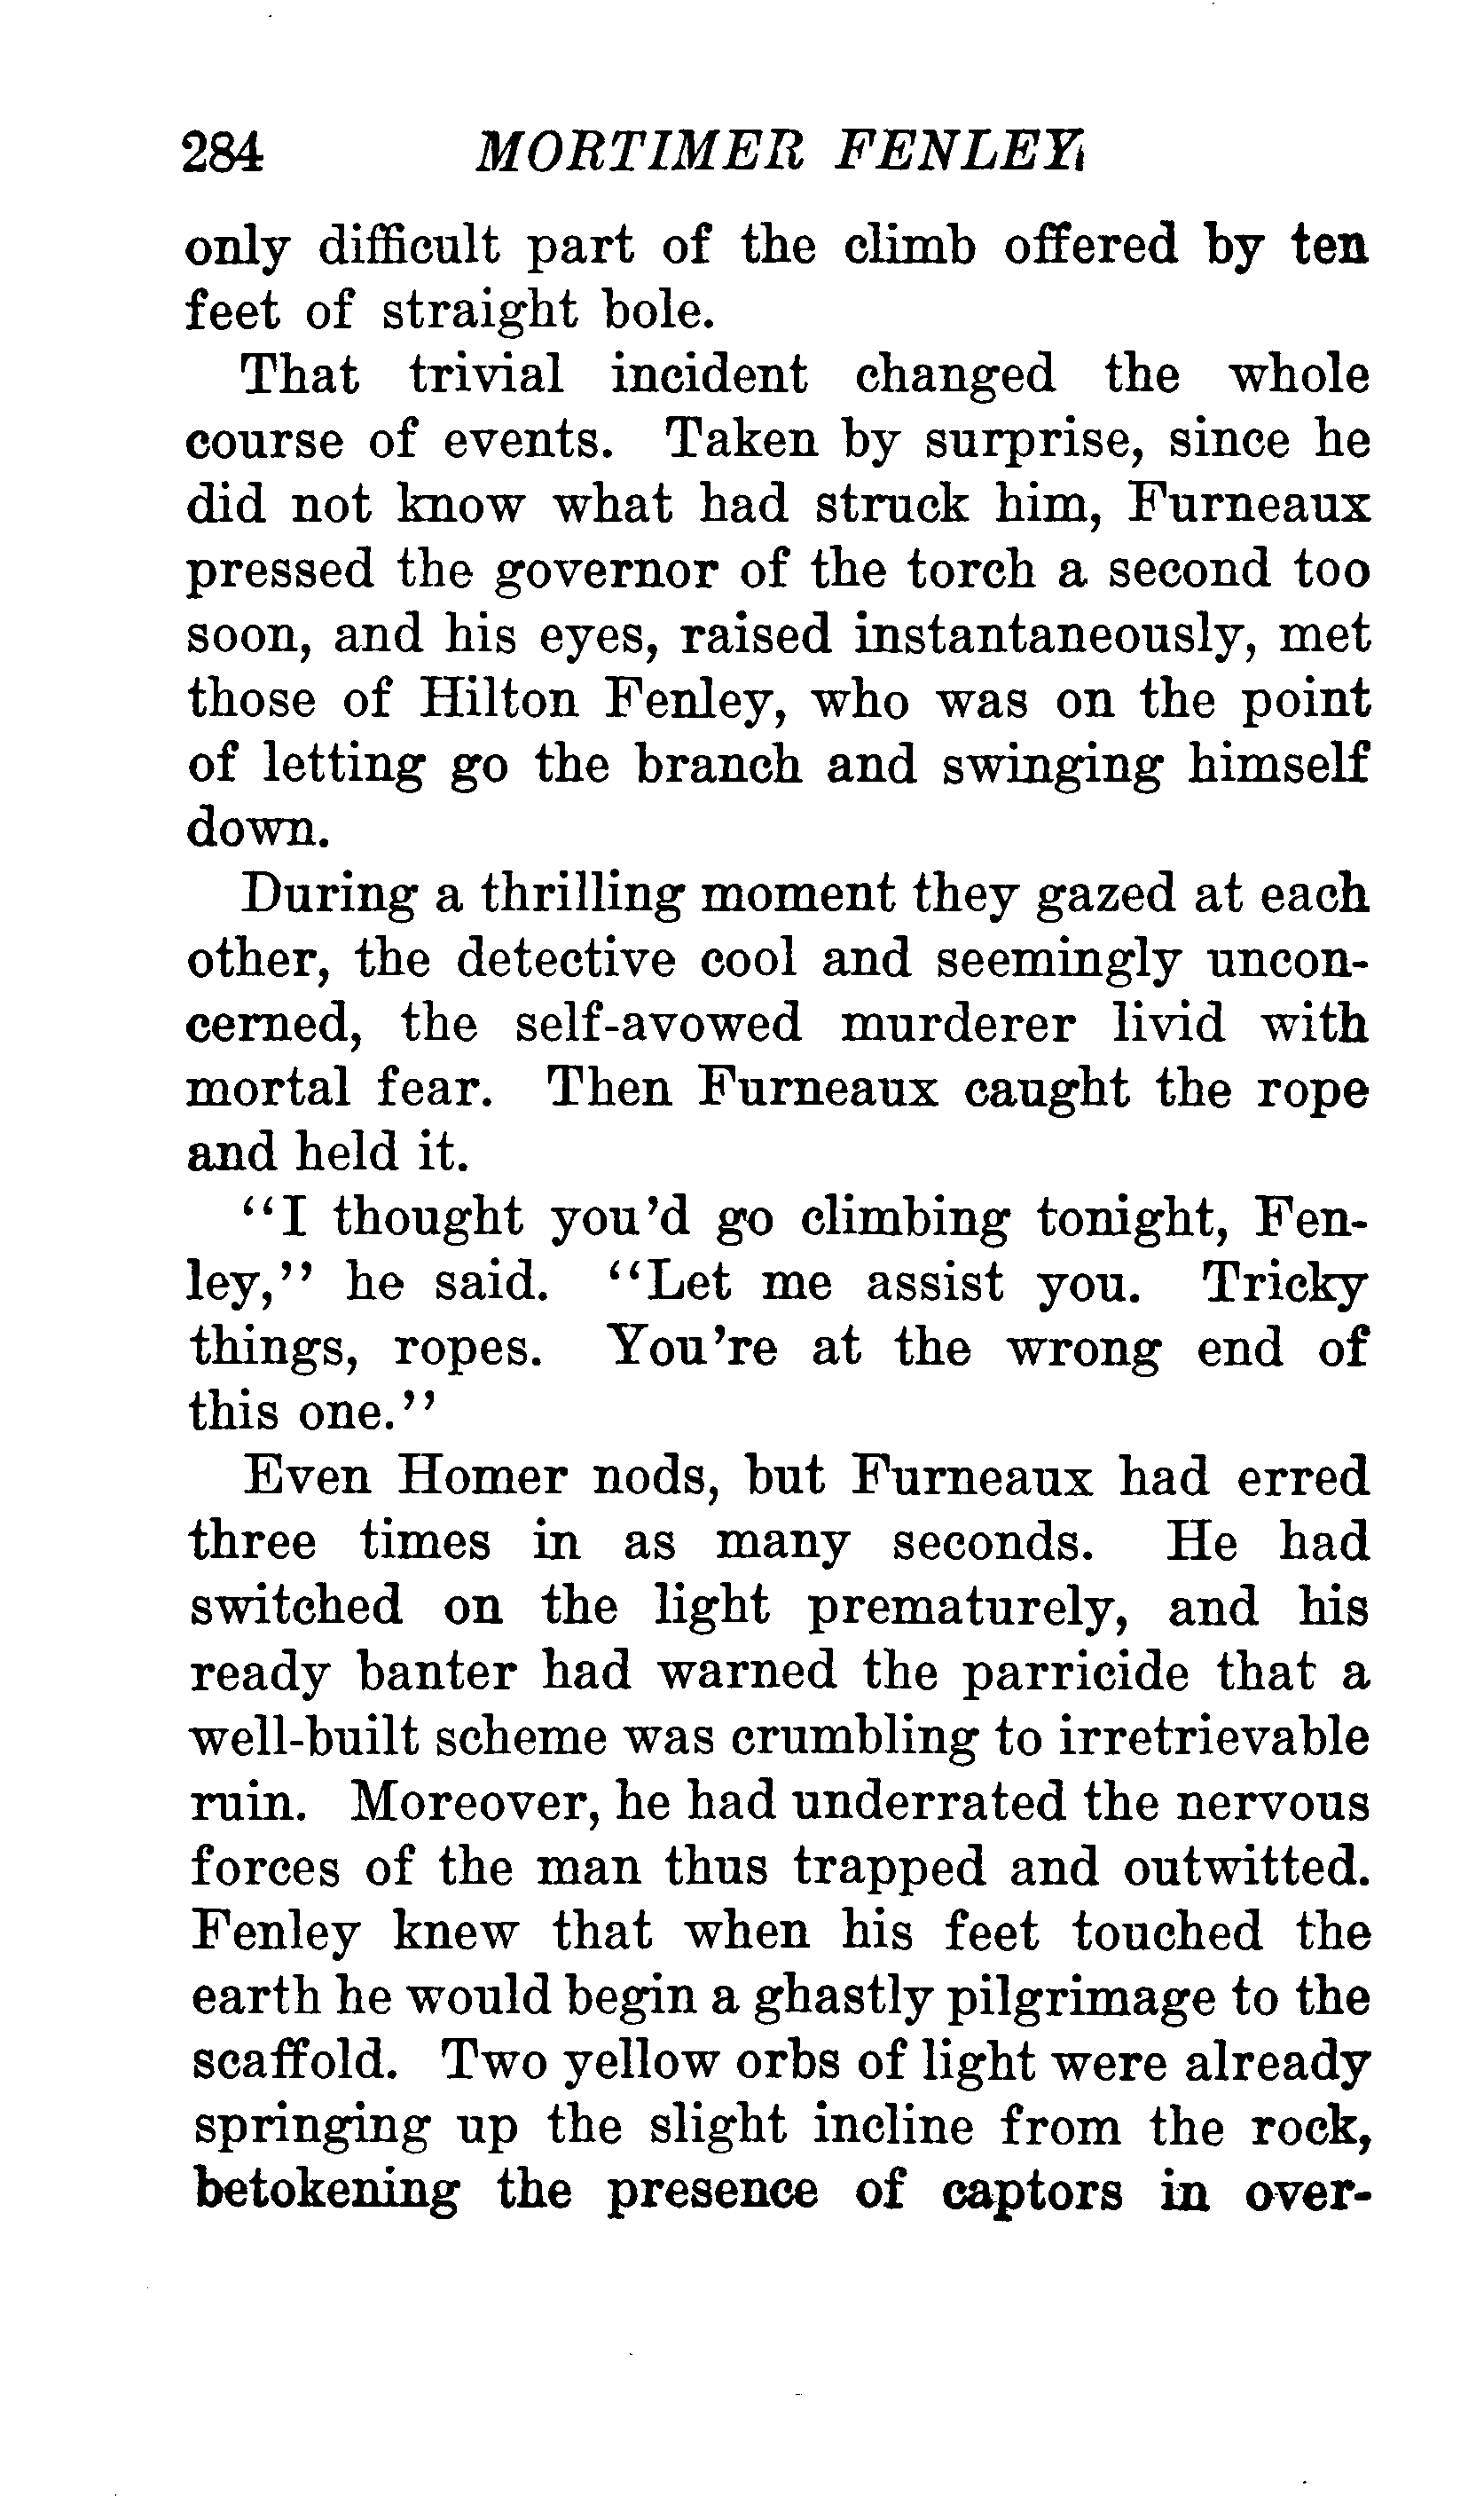 284 MORTIMER FENLEY
only difficult part of the climb offered by ten
feet of straight bole.
That trivial incident changed the whole
course of events. Taken by surprise, since he
did not know what had struck him, Furneaux
pressed the governor of the torch a second too
soon, and his eyes, raised instantaneously, met
those of Hilton Fenley, who was on the point
of letting go the branch and swinging himself
down.
During a thrilling moment they gazed at each
other, the detective cool and seemingly uncon-
cerned, the self-avowed murderer livid with
mortal fear. Then Furneaux caught the rope
and held it.
"I thought you'd go climbing tonight, Fen-
ley," he said. "Let me assist you. Tricky
things, ropes. You're at the wrong end of
this one."
Even Homer nods, but Furneaux had erred
three times in as many seconds. He had
switched on the light prematurely, and his
ready banter had warned the parricide that a
well-built scheme was crumbling to irretrievable
ruin. Moreover, he had underrated the nervous
forces of the man thus trapped and outwitted.
Fenley knew that when his feet touched the
earth he would begin a ghastly pilgrimage to the
scaffold. Two yellow orbs of light were already
springing up the slight incline from the rock,
betokening the presence of captors in over-